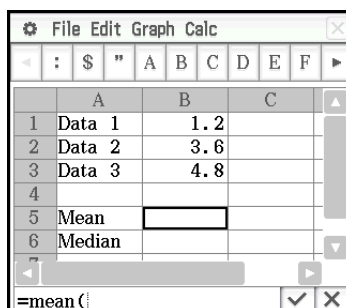 File Edit Graph Calc
: $ " A B C D E F
A B C
1 Data 1 1.2
2 Data 2 3.6
3 Data 3 4.8
4
5 Mean
6 Median
=mean(